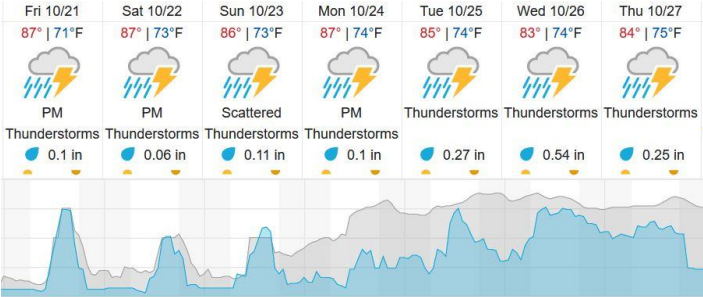 Fri 10/21 Sat 10/22 Sun 10/23 Mon 10/24 Tue 10/25 Wed 10/26 Thu 10/27
87° | 71°F 87° | 73°F 86° | 73°F 87° | 74°F 85° | 74°F 83° | 74°F 84° | 75°F
PM PM Scattered PM Thunderstorms Thunderstorms Thunderstorms
Thunderstorms Thunderstorms Thunderstorms Thunderstorms
0.1 in 0.06 in 0.11 in 0.1 in 0.27 in 0.54 in 0.25 in